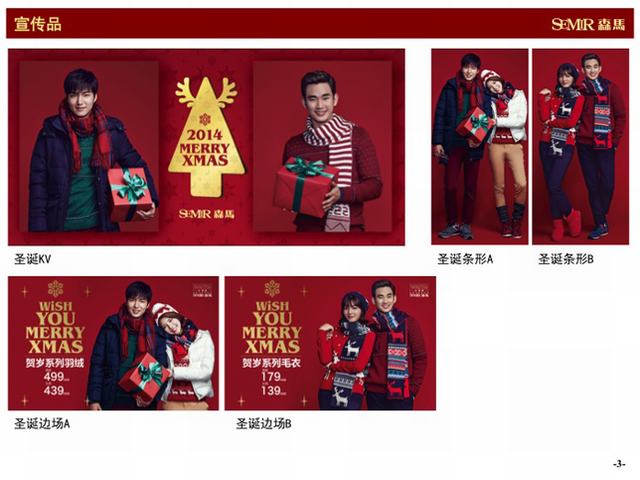 宣传品
SEMIR 森馬
2014
MERRY
XMAS
SEMIR 森馬
圣诞KV
圣诞条形A
圣诞条形B
WiSH
YOU
MERRY
XMAS
贺岁系列羽绒
499
439
圣诞边场A
WiSH
YOU
MERRY
XMAS
贺岁系列毛衣
179
139
圣诞边场B
-3-